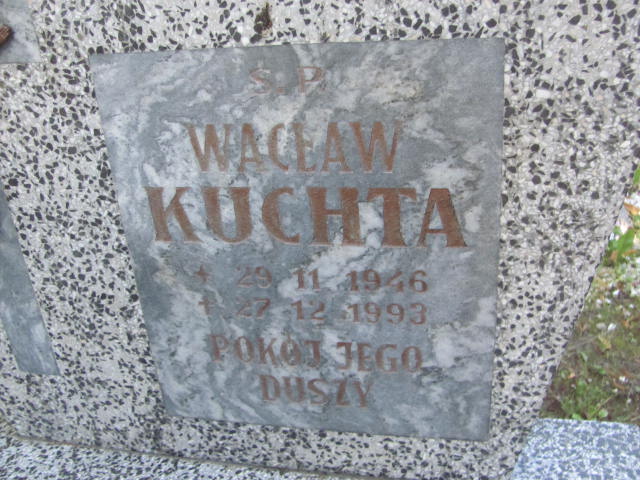 Ś. P.
WACŁAW
KUCHTA
* 29 11 1946
+ 27 12 1993
POKÓJ JEGO
DUSZY